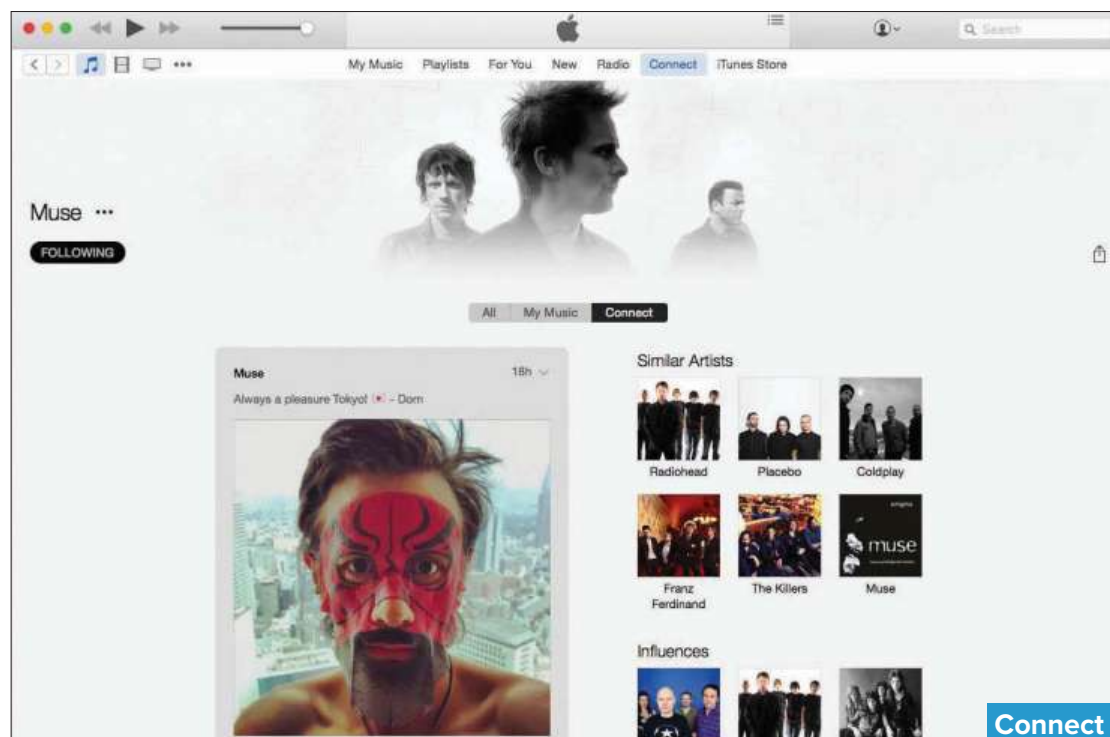 Search
My Music Playlists For You New Radio Connect iTunes Store
Muse •••
FOLLOWING
All My Music Connect
Muse 18h
Always a pleasure Tokyo! 🇯🇵 - Dom
Similar Artists
Radiohead Placebo Coldplay
enigma
muse
Franz
Ferdinand
The Killers Muse
Influences
Connect